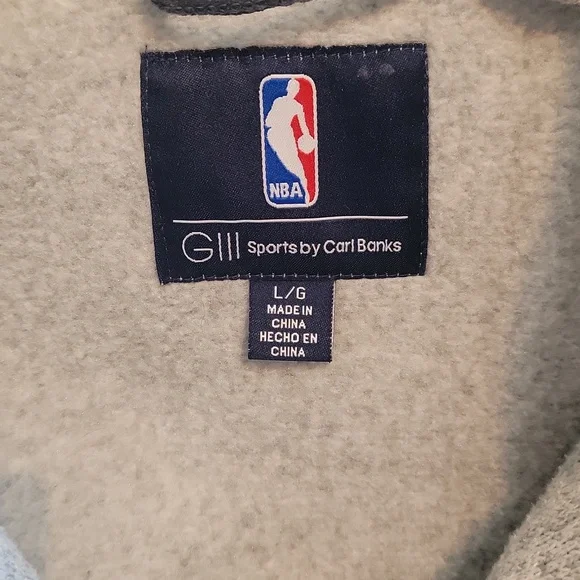 NBA
GIII Sports by Carl Banks
L/G
MADE IN
CHINA
HECHO EN
CHINA